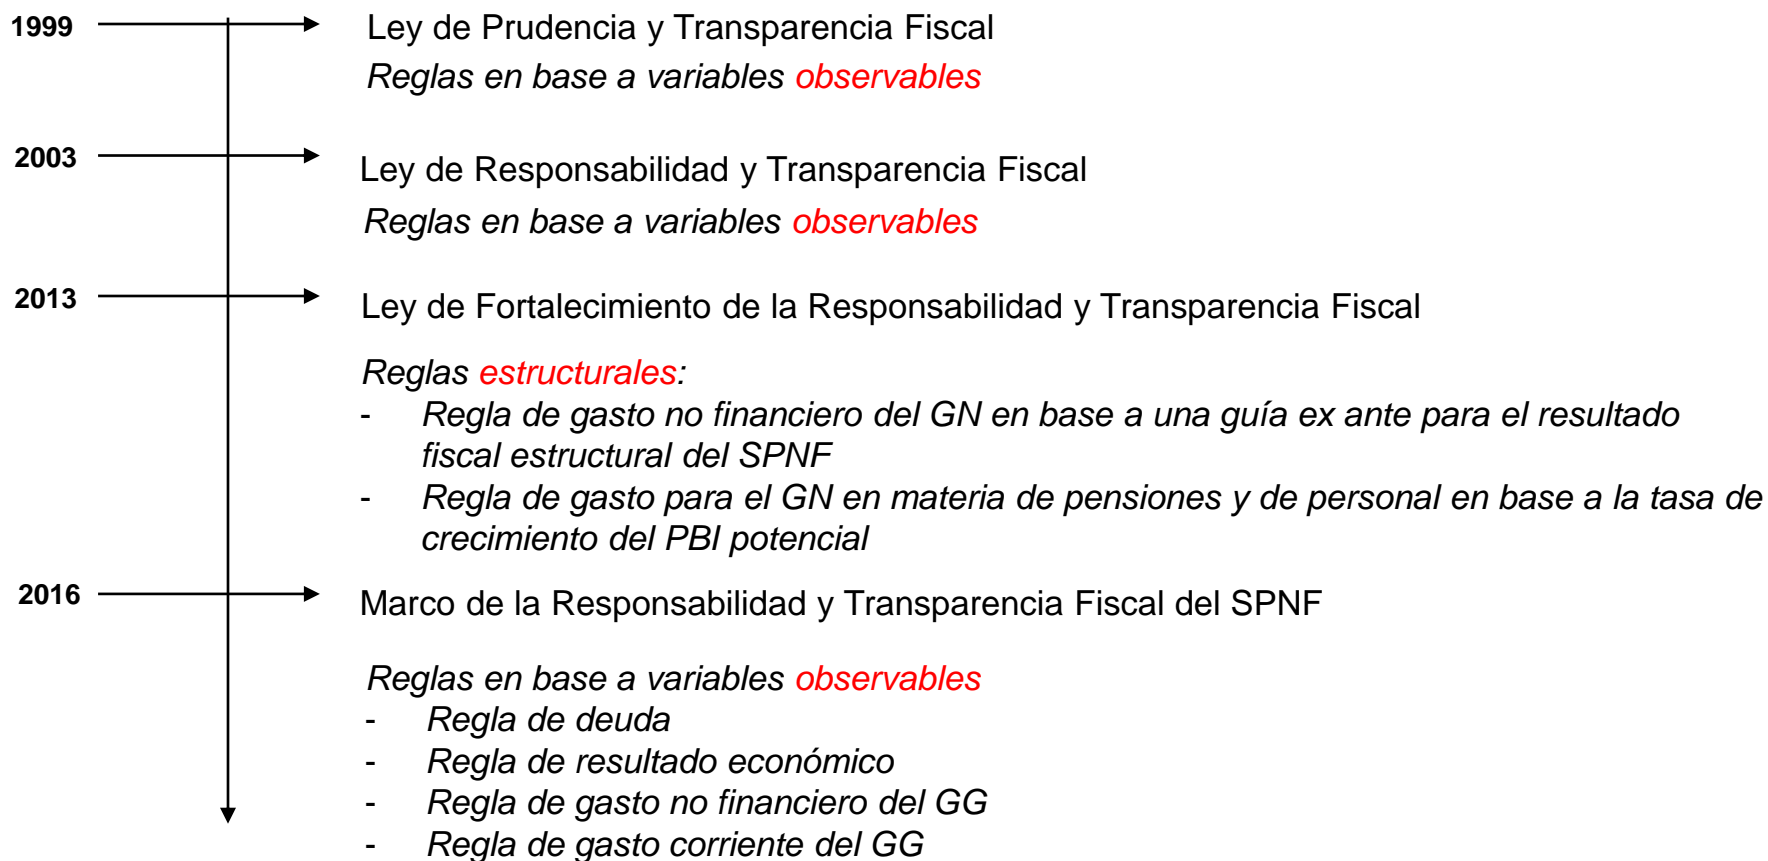 1999 Ley de Prudencia y Transparencia Fiscal
Reglas en base a variables observables
2003 Ley de Responsabilidad y Transparencia Fiscal
Reglas en base a variables observables
2013 Ley de Fortalecimiento de la Responsabilidad y Transparencia Fiscal
Reglas estructurales:
- Regla de gasto no financiero del GN en base a una guía ex ante para el resultado
fiscal estructural del SPNF
- Regla de gasto para el GN en materia de pensiones y de personal en base a la tasa de
crecimiento del PBI potencial
2016 Marco de la Responsabilidad y Transparencia Fiscal del SPNF
Reglas en base a variables observables
- Regla de deuda
- Regla de resultado económico
- Regla de gasto no financiero del GG
- Regla de gasto corriente del GG